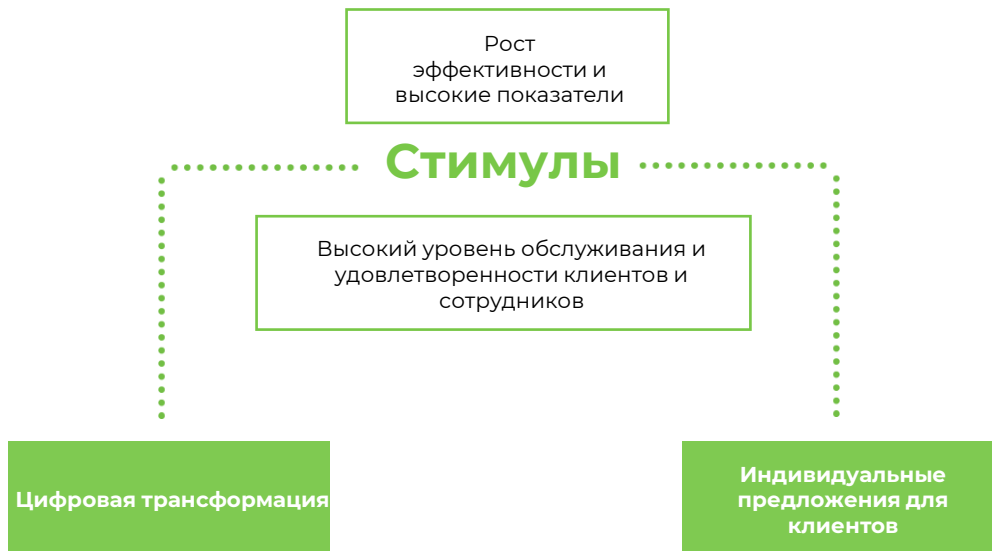 Рост
эффективности и
высокие показатели
Стимулы
Высокий уровень обслуживания и
удовлетворенности клиентов и
сотрудников
Цифровая трансформация
Индивидуальные
предложения для
клиентов